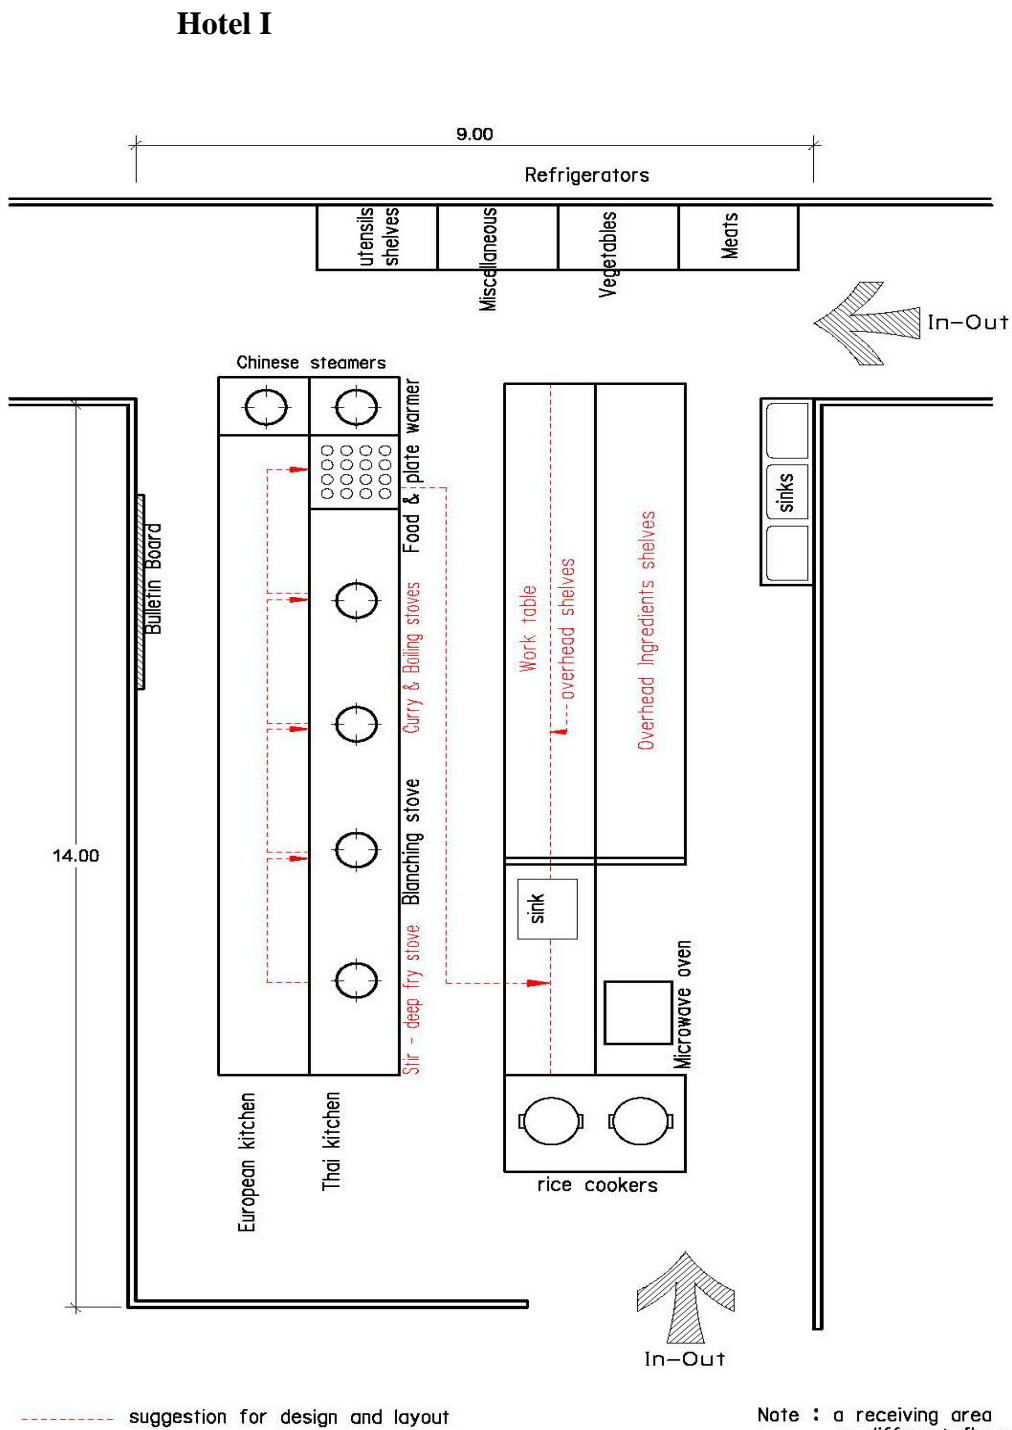 Hotel I
9.00
Refrigerators
utensils
shelves
Miscellaneous
Vegetables
Meats
In-Out
Chinese steamers
Food & plate warmer
sinks
Bulletin Board
Curry & Boiling stoves
Work table
overhead shelves
Overhead Ingredients shelves
14.00
Blanching stove
sink
Stir - deep fry stove
Microwave oven
European kitchen
Thai kitchen
rice cookers
In-Out
suggestion for design and layout
Note : a receiving area